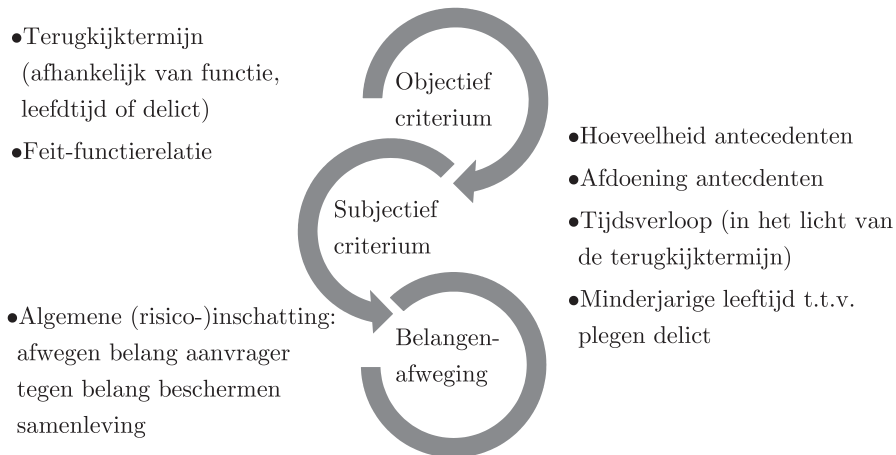 •Terugkijktermijn
(afhankelijk van functie,
leefdtijd of delict)
•Feit-functierelatie
Objectief
criterium
•Hoeveelheid antecedenten
•Afdoening antecdenten
•Tijdsverloop (in het licht van
de terugkijktermijn)
•Minderjarige leeftijd t.t.v.
plegen delict
Subjectief
criterium
•Algemene (risico-)inschatting:
afwegen belang aanvrager
tegen belang beschermen
samenleving
Belangen-
afweging